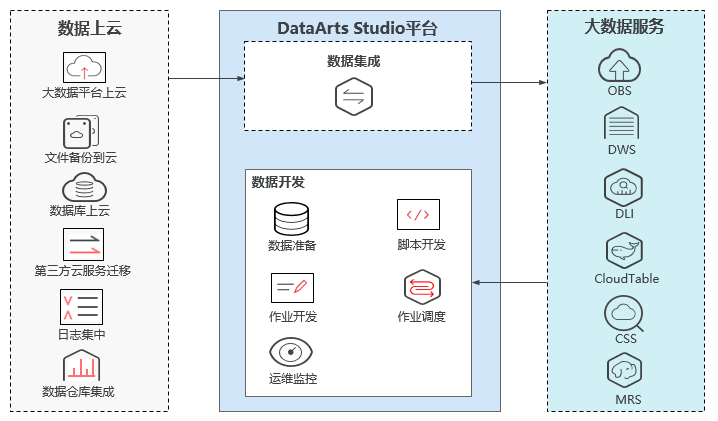 数据上云
大数据平台上云
文件备份到云
数据库上云
第三方云服务迁移
日志集中
数据仓库集成
DataArts Studio平台
数据集成
数据开发
数据准备
脚本开发
作业开发
作业调度
运维监控
大数据服务
OBS
DWS
DLI
CloudTable
CSS
MRS